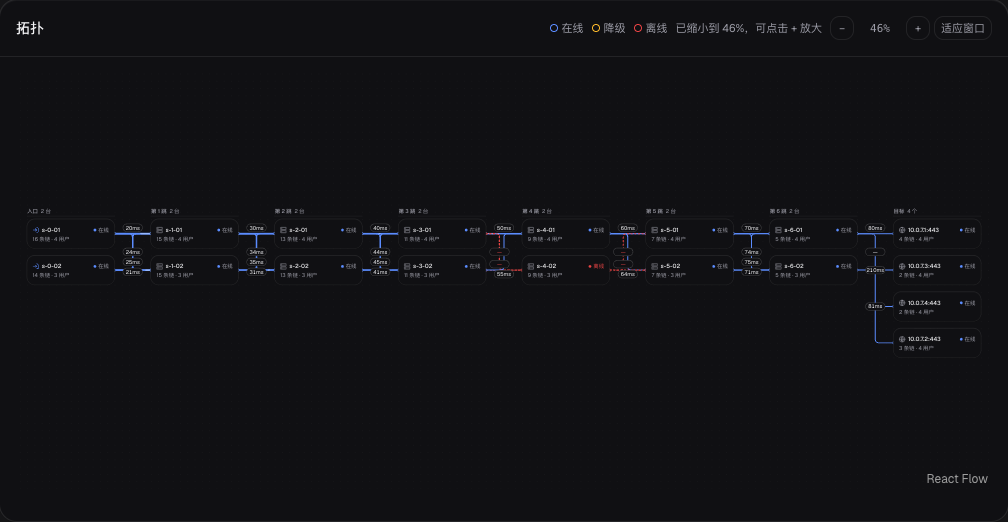 拓扑
在线 降级 离线 已缩小到 46%，可点击 + 放大 − 46% + 适应窗口
入口 2 台
第 1 跳 2 台
第 2 跳 2 台
第 3 跳 2 台
第 4 跳 2 台
第 5 跳 2 台
第 6 跳 2 台
目标 4 个
s-0-01 在线
16 条链 · 4 用户
20ms
s-1-01 在线
15 条链 · 4 用户
30ms
s-2-01 在线
13 条链 · 4 用户
40ms
s-3-01 在线
11 条链 · 4 用户
50ms
s-4-01 在线
9 条链 · 4 用户
60ms
s-5-01 在线
7 条链 · 4 用户
70ms
s-6-01 在线
5 条链 · 4 用户
80ms
10.0.7.1:443 在线
4 条链 · 4 用户
24ms
34ms
44ms
—
—
74ms
—
s-0-02 在线
14 条链 · 3 用户
25ms
21ms
s-1-02 在线
15 条链 · 3 用户
35ms
31ms
s-2-02 在线
13 条链 · 3 用户
45ms
41ms
s-3-02 在线
11 条链 · 3 用户
—
55ms
s-4-02 离线
9 条链 · 3 用户
—
64ms
s-5-02 在线
7 条链 · 3 用户
75ms
71ms
s-6-02 在线
5 条链 · 3 用户
210ms
10.0.7.3:443 在线
2 条链 · 4 用户
81ms
10.0.7.4:443 在线
2 条链 · 4 用户
10.0.7.2:443 在线
3 条链 · 4 用户
React Flow